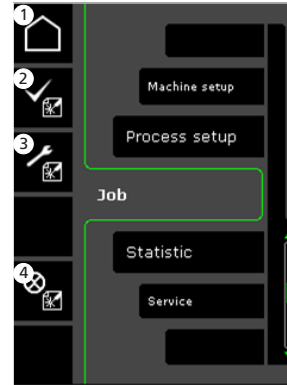 1
Machine setup
2
Process setup
3
Job
Statistic
4
Service